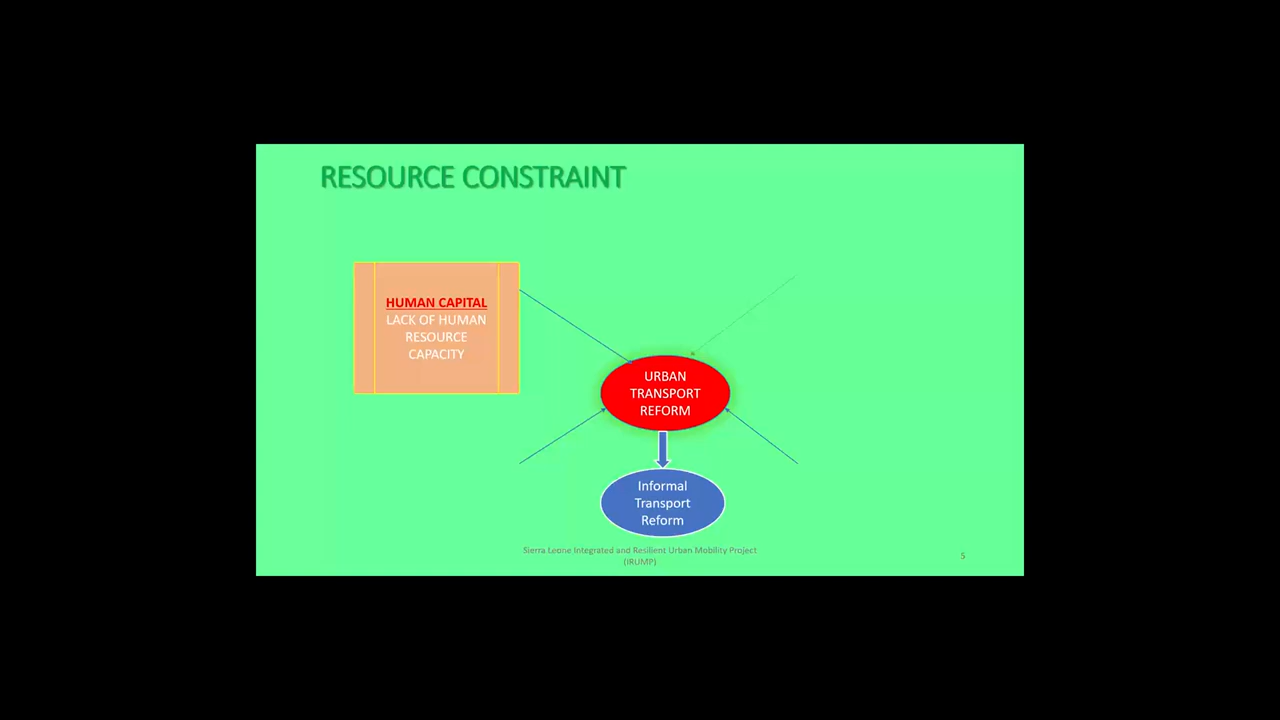 RESOURCE CONSTRAINT
HUMAN CAPITAL
LACK OF HUMAN
RESOURCE
CAPACITY
URBAN
TRANSPORT
REFORM
Informal
Transport
Reform
Sierra Leone Integrated and Resilient Urban Mobility Project
(IRUMP)
5